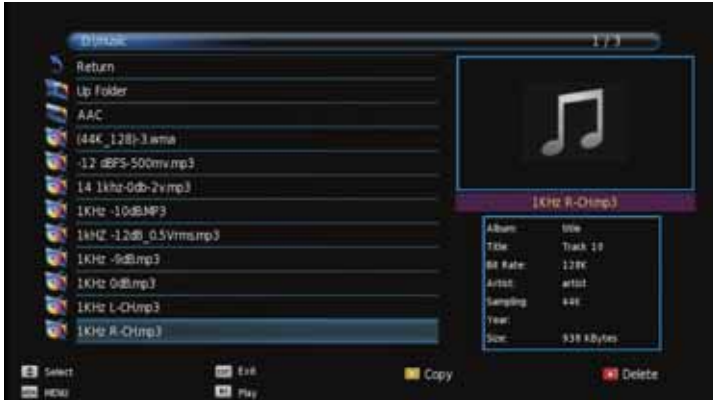 D:\music 1 / 3
Return
Up Folder
AAC
(44K_128)-3.wma
-12 dBFS-500mv.mp3
14 1khz-0db-2v.mp3
1KHz -10dB.MP3
1kHZ -12dB_0.5Vrms.mp3
1KHz -9dB.mp3
1KHz 0dB.mp3
1KHz L-CH.mp3
1KHz R-CH.mp3
1KHz R-CH.mp3
Album: title
Title: Track 10
Bit Rate: 128K
Artist: artist
Sampling 44K
Year:
Size: 938 KBytes
Select EXIT Exit Copy Delete
MENU MENU Play